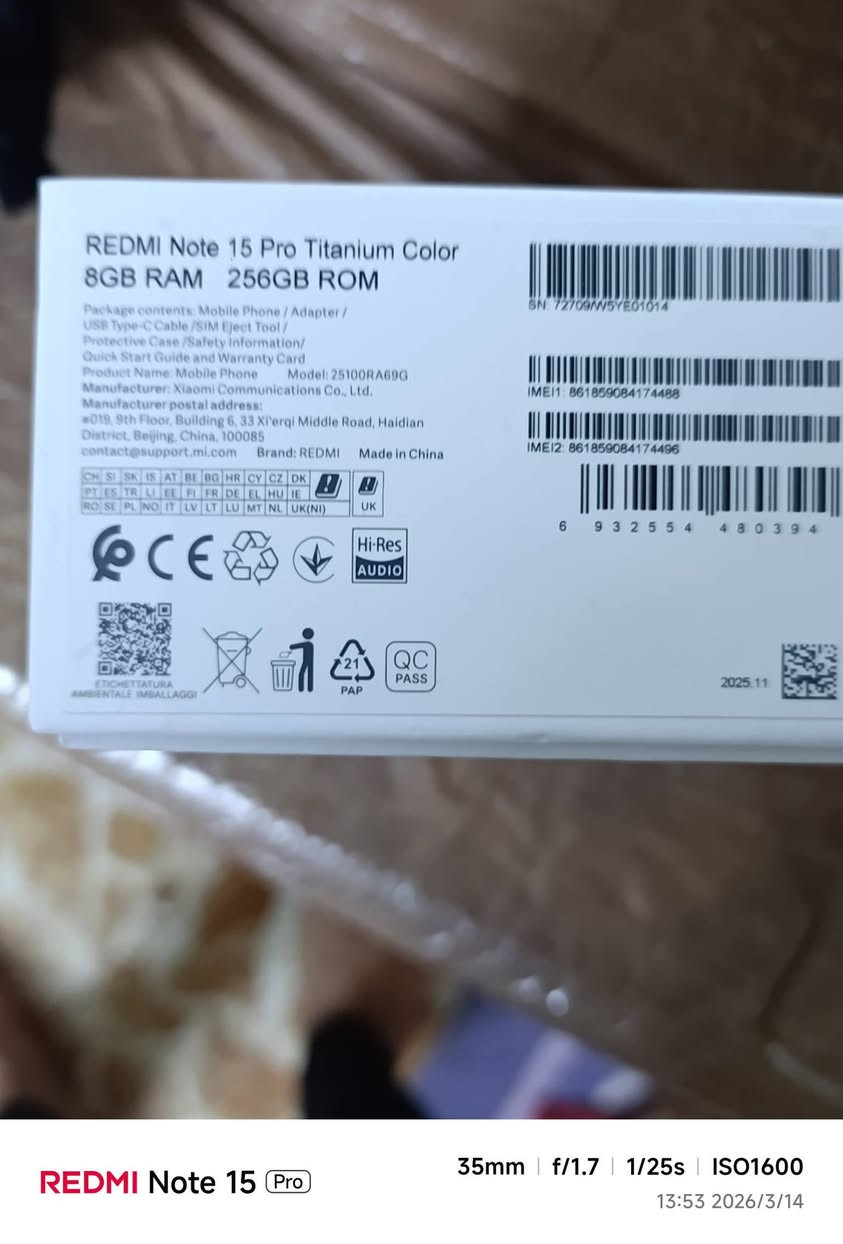 REDMI Note 15 Pro Titanium Color
8GB RAM 256GB ROM
Package contents: Mobile Phone / Adapter /
USB Type-C Cable /SIM Eject Tool /
Protective Case /Safety Information/
Quick Start Guide and Warranty Card
Product Name: Mobile Phone Model: 25100RA69G
Manufacturer: Xiaomi Communications Co., Ltd.
Manufacturer postal address:
#019, 9th Floor, Building 6, 33 Xi'erqi Middle Road, Haidian
District, Beijing, China, 100085
contact@support.mi.com Brand: REDMI Made in China
CH SI SK IS AT BE BG HR CY CZ DK
PT ES TR LI EE FI FR DE EL HU IE
RO SE PL NO IT LV LT LU MT NL UK(NI)
UK
CE
Hi-Res
AUDIO
ETICHETTATURA
AMBIENTALE IMBALLAGGI
21
PAP
QC
PASS
SN: 72709/W5YE01014
IMEI1: 861859084174488
IMEI2: 861859084174496
6 932554 480394
2025.11
REDMI Note 15 Pro
35mm | f/1.7 | 1/25s | ISO1600
13:53 2026/3/14